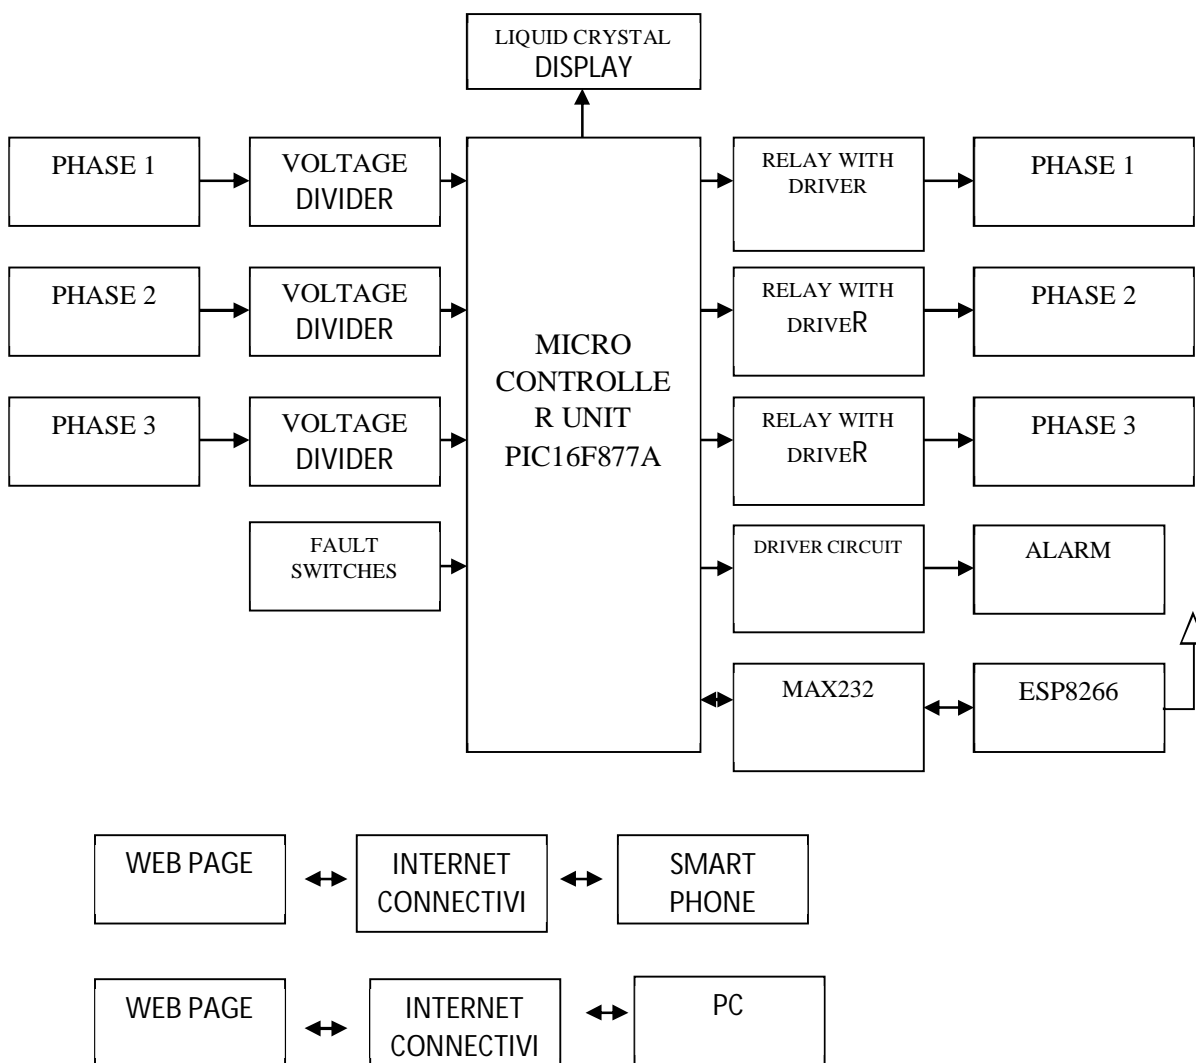 LIQUID CRYSTAL
DISPLAY
PHASE 1
VOLTAGE
DIVIDER
RELAY WITH
DRIVER
PHASE 1
PHASE 2
VOLTAGE
DIVIDER
RELAY WITH
DRIVER
PHASE 2
MICRO
CONTROLLE
R UNIT
PIC16F877A
PHASE 3
VOLTAGE
DIVIDER
RELAY WITH
DRIVER
PHASE 3
FAULT
SWITCHES
DRIVER CIRCUIT
ALARM
MAX232
ESP8266
WEB PAGE
INTERNET
CONNECTIVI
SMART
PHONE
WEB PAGE
INTERNET
CONNECTIVI
PC